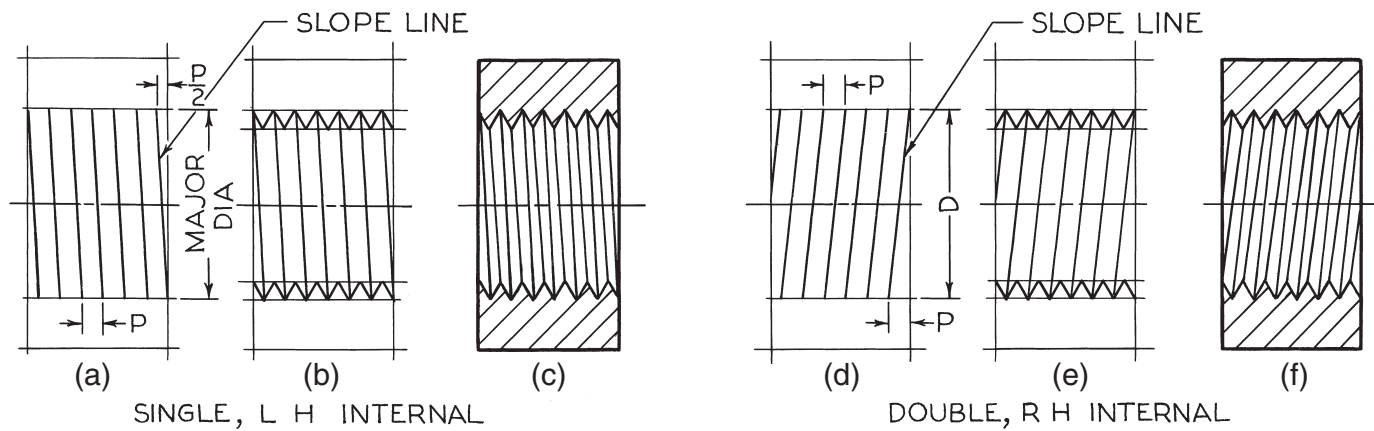 SLOPE LINE
SLOPE LINE
P
2
P
MAJOR
DIA
D
P
P
(a)
(b)
(c)
(d)
(e)
(f)
SINGLE, L H INTERNAL
DOUBLE, R H INTERNAL